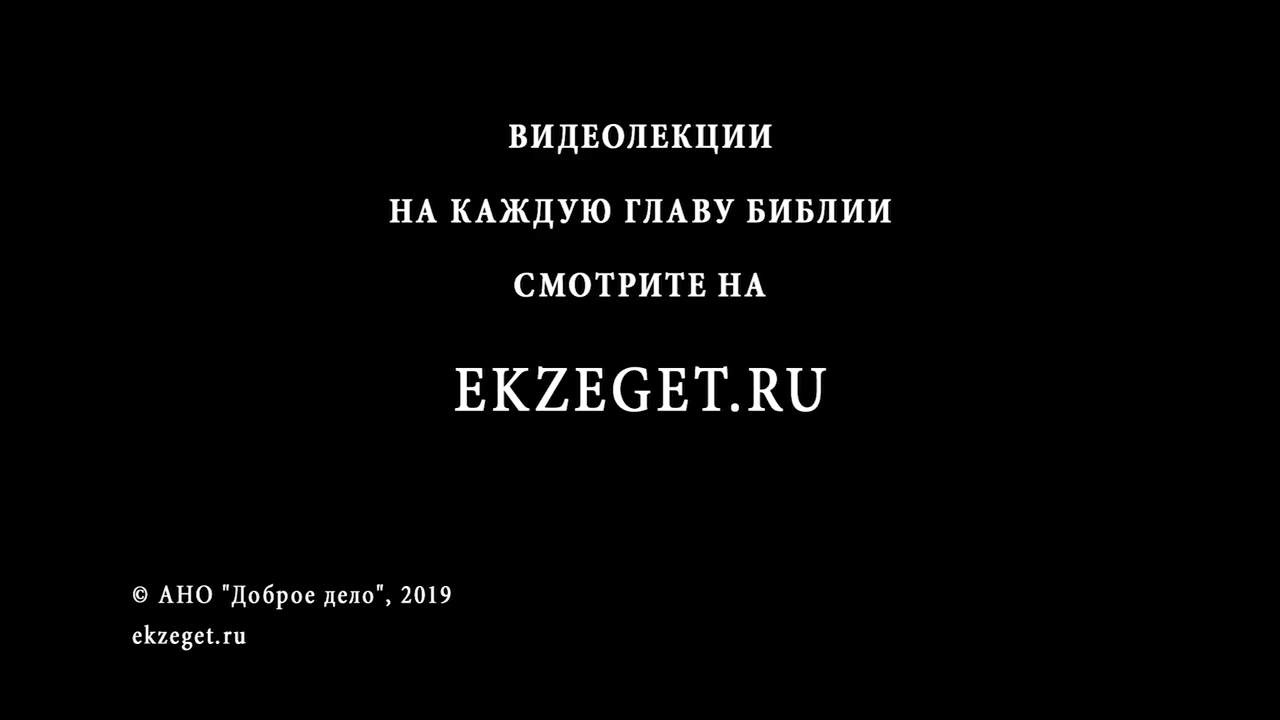 ВИДЕОЛЕКЦИИ
НА КАЖДУЮ ГЛАВУ БИБЛИИ
СМОТРИТЕ НА
EKZEGET.RU
© АНО "Доброе дело", 2019
ekzeget.ru